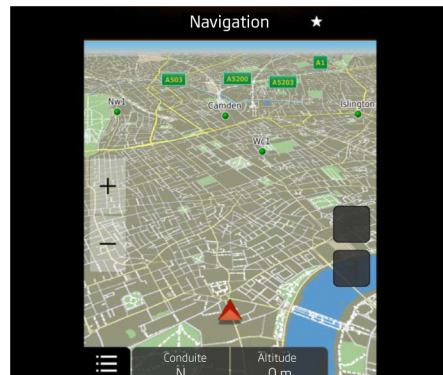 Navigation
A1
A503
A5200
A5203
Nw1
Camden
Islington
Wc1
+
−
Conduite
Altitude
N
0 m